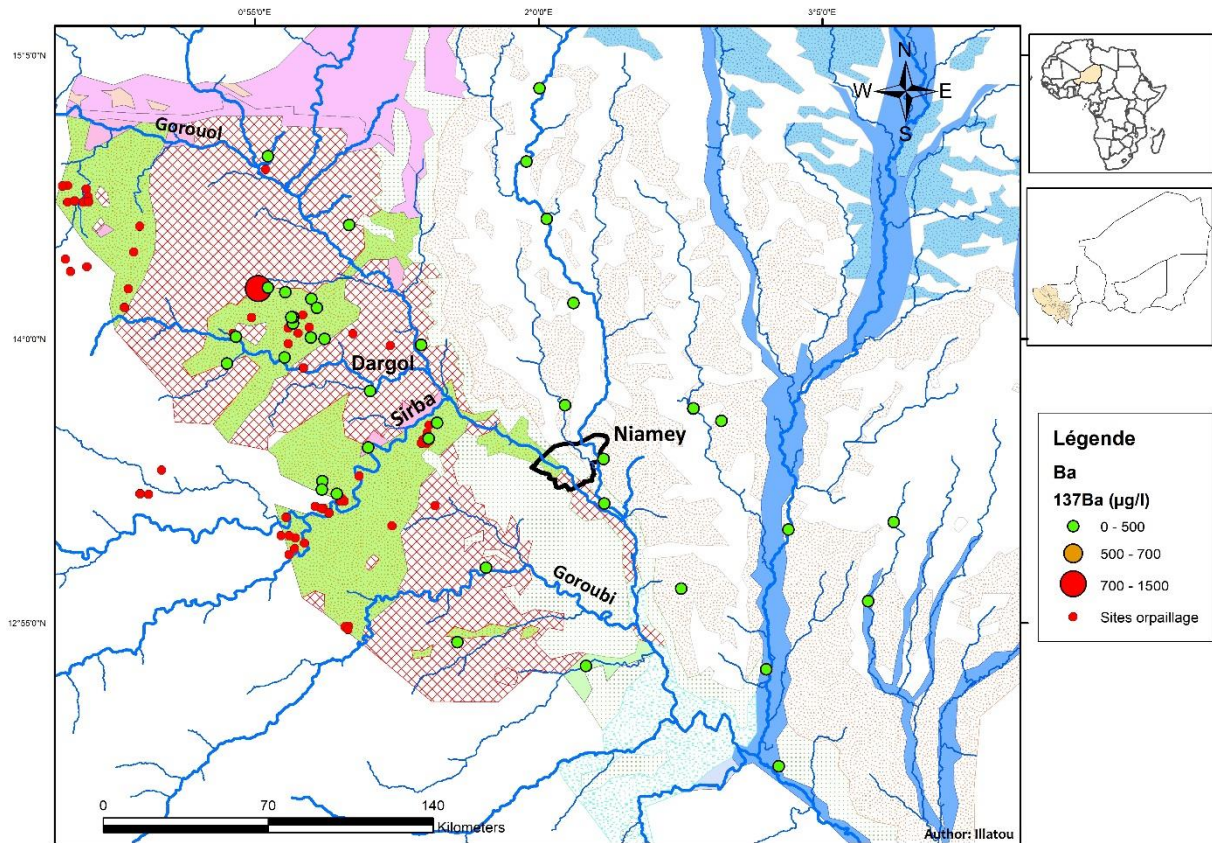 0°55'0"E
2°0'0"E
3°5'0"E
15°5'0"N
14°0'0"N
12°55'0"N
N
W
E
S
Gorouol
Dargol
Sirba
Niamey
Goroubi
0
70
140
Kilometers
Author: Illatou
Légende
Ba
137Ba (µg/l)
0 - 500
500 - 700
700 - 1500
Sites orpaillage